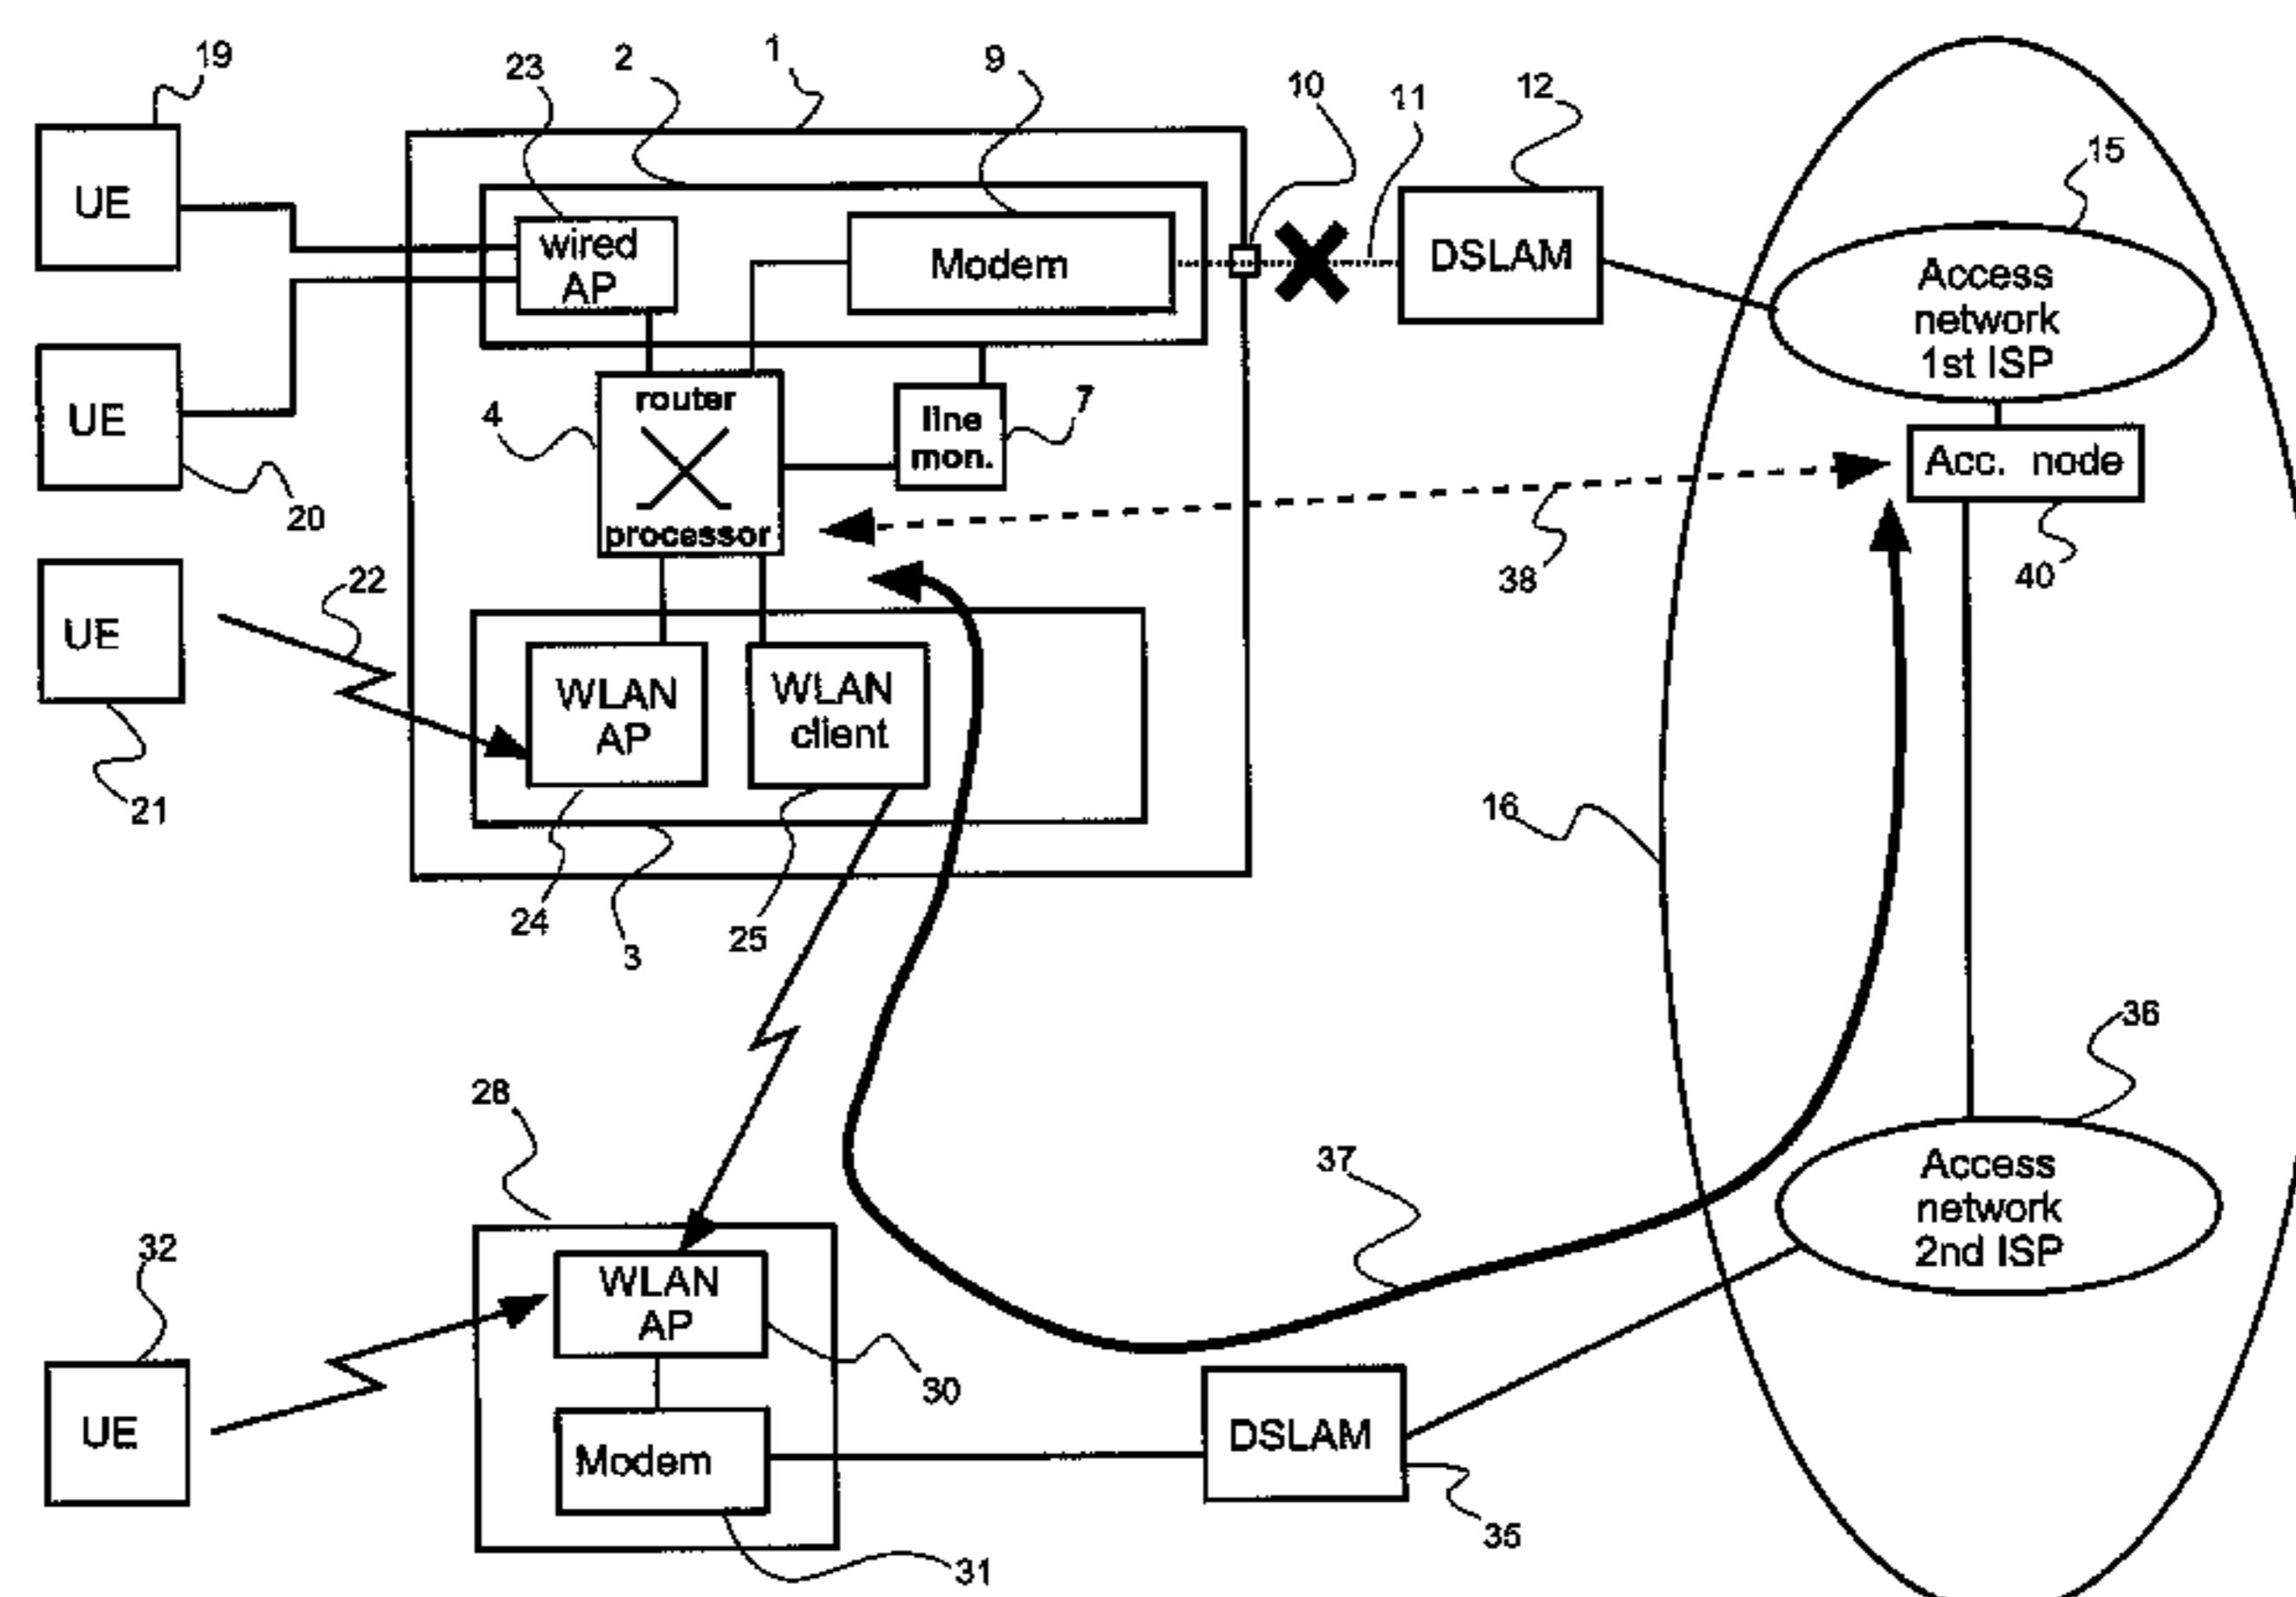 19
23
2
1
9
10
11
12
15
UE
wired
AP
Modem
DSLAM
Access
network
1st ISP
UE
4
router
processor
line
mon.
7
Acc. node
20
38
40
UE
22
WLAN
AP
WLAN
client
21
16
24
3
25
28
36
37
Access
network
2nd ISP
32
WLAN
AP
30
UE
Modem
DSLAM
35
31